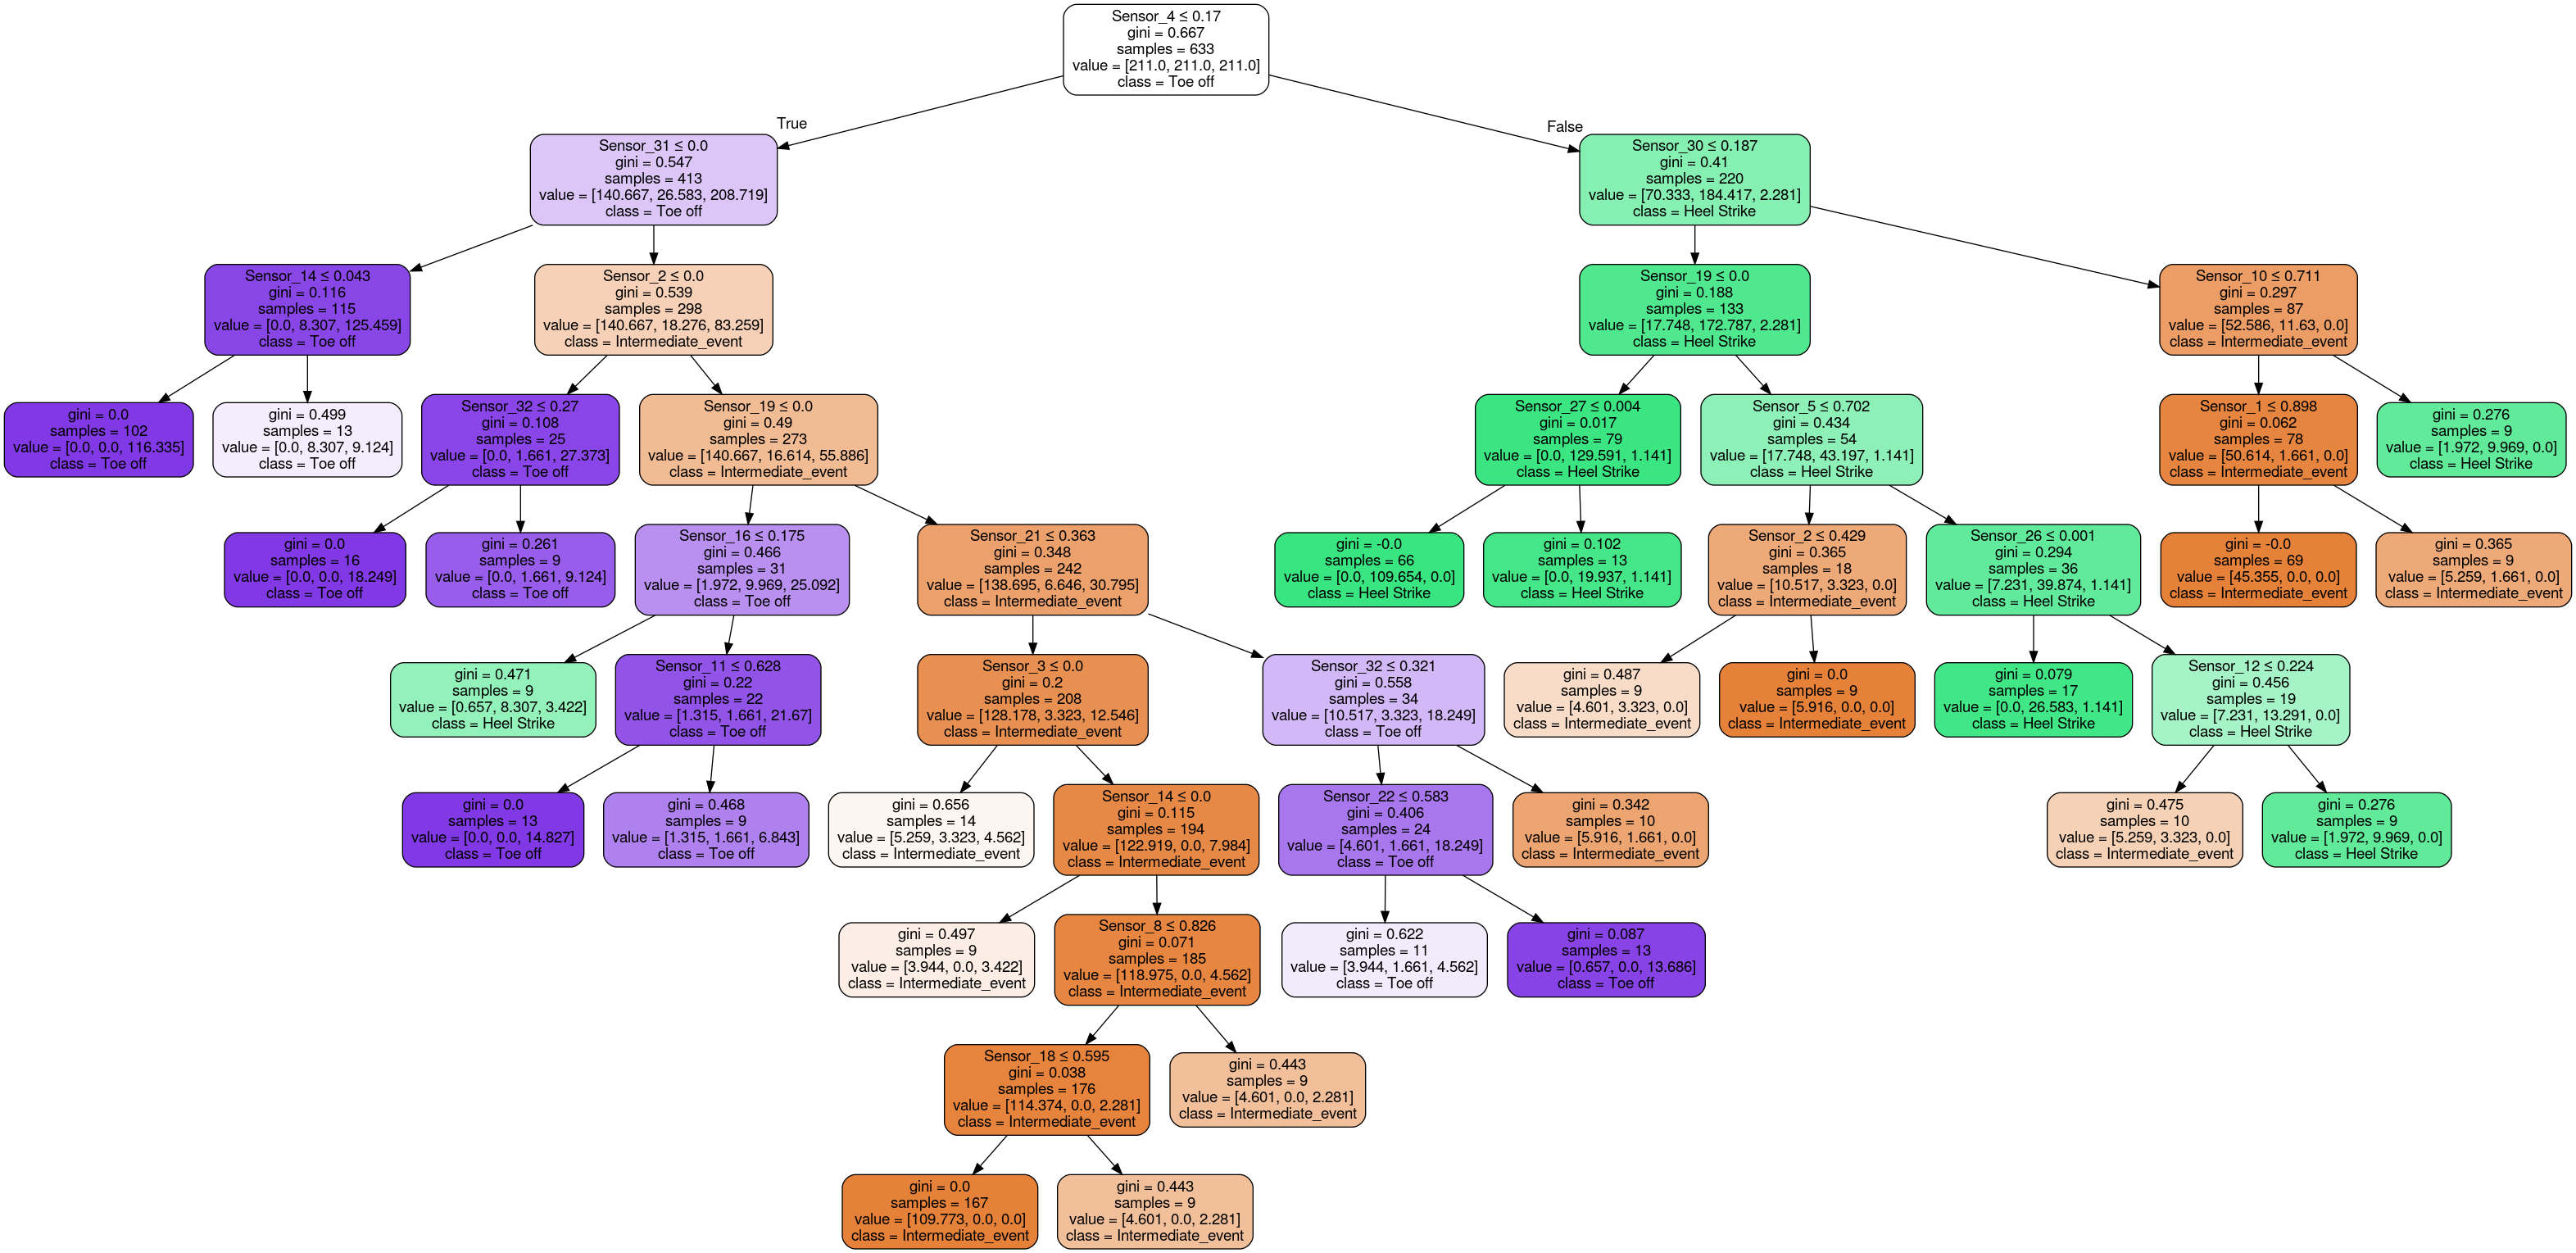 Sensor_4 ≤ 0.17
gini = 0.667
samples = 633
value = [211.0, 211.0, 211.0]
class = Toe off
True
False
Sensor_31 ≤ 0.0
gini = 0.547
samples = 413
value = [140.667, 26.583, 208.719]
class = Toe off
Sensor_30 ≤ 0.187
gini = 0.41
samples = 220
value = [70.333, 184.417, 2.281]
class = Heel Strike
Sensor_14 ≤ 0.043
gini = 0.116
samples = 115
value = [0.0, 8.307, 125.459]
class = Toe off
Sensor_2 ≤ 0.0
gini = 0.539
samples = 298
value = [140.667, 18.276, 83.259]
class = Intermediate_event
Sensor_19 ≤ 0.0
gini = 0.188
samples = 133
value = [17.748, 172.787, 2.281]
class = Heel Strike
Sensor_10 ≤ 0.711
gini = 0.297
samples = 87
value = [52.586, 11.63, 0.0]
class = Intermediate_event
gini = 0.0
samples = 102
value = [0.0, 0.0, 116.335]
class = Toe off
gini = 0.499
samples = 13
value = [0.0, 8.307, 9.124]
class = Toe off
Sensor_32 ≤ 0.27
gini = 0.108
samples = 25
value = [0.0, 1.661, 27.373]
class = Toe off
Sensor_19 ≤ 0.0
gini = 0.49
samples = 273
value = [140.667, 16.614, 55.886]
class = Intermediate_event
Sensor_27 ≤ 0.004
gini = 0.017
samples = 79
value = [0.0, 129.591, 1.141]
class = Heel Strike
Sensor_5 ≤ 0.702
gini = 0.434
samples = 54
value = [17.748, 43.197, 1.141]
class = Heel Strike
Sensor_1 ≤ 0.898
gini = 0.062
samples = 78
value = [50.614, 1.661, 0.0]
class = Intermediate_event
gini = 0.276
samples = 9
value = [1.972, 9.969, 0.0]
class = Heel Strike
gini = 0.0
samples = 16
value = [0.0, 0.0, 18.249]
class = Toe off
gini = 0.261
samples = 9
value = [0.0, 1.661, 9.124]
class = Toe off
Sensor_16 ≤ 0.175
gini = 0.466
samples = 31
value = [1.972, 9.969, 25.092]
class = Toe off
Sensor_21 ≤ 0.363
gini = 0.348
samples = 242
value = [138.695, 6.646, 30.795]
class = Intermediate_event
gini = -0.0
samples = 66
value = [0.0, 109.654, 0.0]
class = Heel Strike
gini = 0.102
samples = 13
value = [0.0, 19.937, 1.141]
class = Heel Strike
Sensor_2 ≤ 0.429
gini = 0.365
samples = 18
value = [10.517, 3.323, 0.0]
class = Intermediate_event
Sensor_26 ≤ 0.001
gini = 0.294
samples = 36
value = [7.231, 39.874, 1.141]
class = Heel Strike
gini = -0.0
samples = 69
value = [45.355, 0.0, 0.0]
class = Intermediate_event
gini = 0.365
samples = 9
value = [5.259, 1.661, 0.0]
class = Intermediate_event
gini = 0.471
samples = 9
value = [0.657, 8.307, 3.422]
class = Heel Strike
Sensor_11 ≤ 0.628
gini = 0.22
samples = 22
value = [1.315, 1.661, 21.67]
class = Toe off
Sensor_3 ≤ 0.0
gini = 0.2
samples = 208
value = [128.178, 3.323, 12.546]
class = Intermediate_event
Sensor_32 ≤ 0.321
gini = 0.558
samples = 34
value = [10.517, 3.323, 18.249]
class = Toe off
gini = 0.487
samples = 9
value = [4.601, 3.323, 0.0]
class = Intermediate_event
gini = 0.0
samples = 9
value = [5.916, 0.0, 0.0]
class = Intermediate_event
gini = 0.079
samples = 17
value = [0.0, 26.583, 1.141]
class = Heel Strike
Sensor_12 ≤ 0.224
gini = 0.456
samples = 19
value = [7.231, 13.291, 0.0]
class = Heel Strike
gini = 0.0
samples = 13
value = [0.0, 0.0, 14.827]
class = Toe off
gini = 0.468
samples = 9
value = [1.315, 1.661, 6.843]
class = Toe off
gini = 0.656
samples = 14
value = [5.259, 3.323, 4.562]
class = Intermediate_event
Sensor_14 ≤ 0.0
gini = 0.115
samples = 194
value = [122.919, 0.0, 7.984]
class = Intermediate_event
Sensor_22 ≤ 0.583
gini = 0.406
samples = 24
value = [4.601, 1.661, 18.249]
class = Toe off
gini = 0.342
samples = 10
value = [5.916, 1.661, 0.0]
class = Intermediate_event
gini = 0.475
samples = 10
value = [5.259, 3.323, 0.0]
class = Intermediate_event
gini = 0.276
samples = 9
value = [1.972, 9.969, 0.0]
class = Heel Strike
gini = 0.497
samples = 9
value = [3.944, 0.0, 3.422]
class = Intermediate_event
Sensor_8 ≤ 0.826
gini = 0.071
samples = 185
value = [118.975, 0.0, 4.562]
class = Intermediate_event
gini = 0.622
samples = 11
value = [3.944, 1.661, 4.562]
class = Toe off
gini = 0.087
samples = 13
value = [0.657, 0.0, 13.686]
class = Toe off
Sensor_18 ≤ 0.595
gini = 0.038
samples = 176
value = [114.374, 0.0, 2.281]
class = Intermediate_event
gini = 0.443
samples = 9
value = [4.601, 0.0, 2.281]
class = Intermediate_event
gini = 0.0
samples = 167
value = [109.773, 0.0, 0.0]
class = Intermediate_event
gini = 0.443
samples = 9
value = [4.601, 0.0, 2.281]
class = Intermediate_event